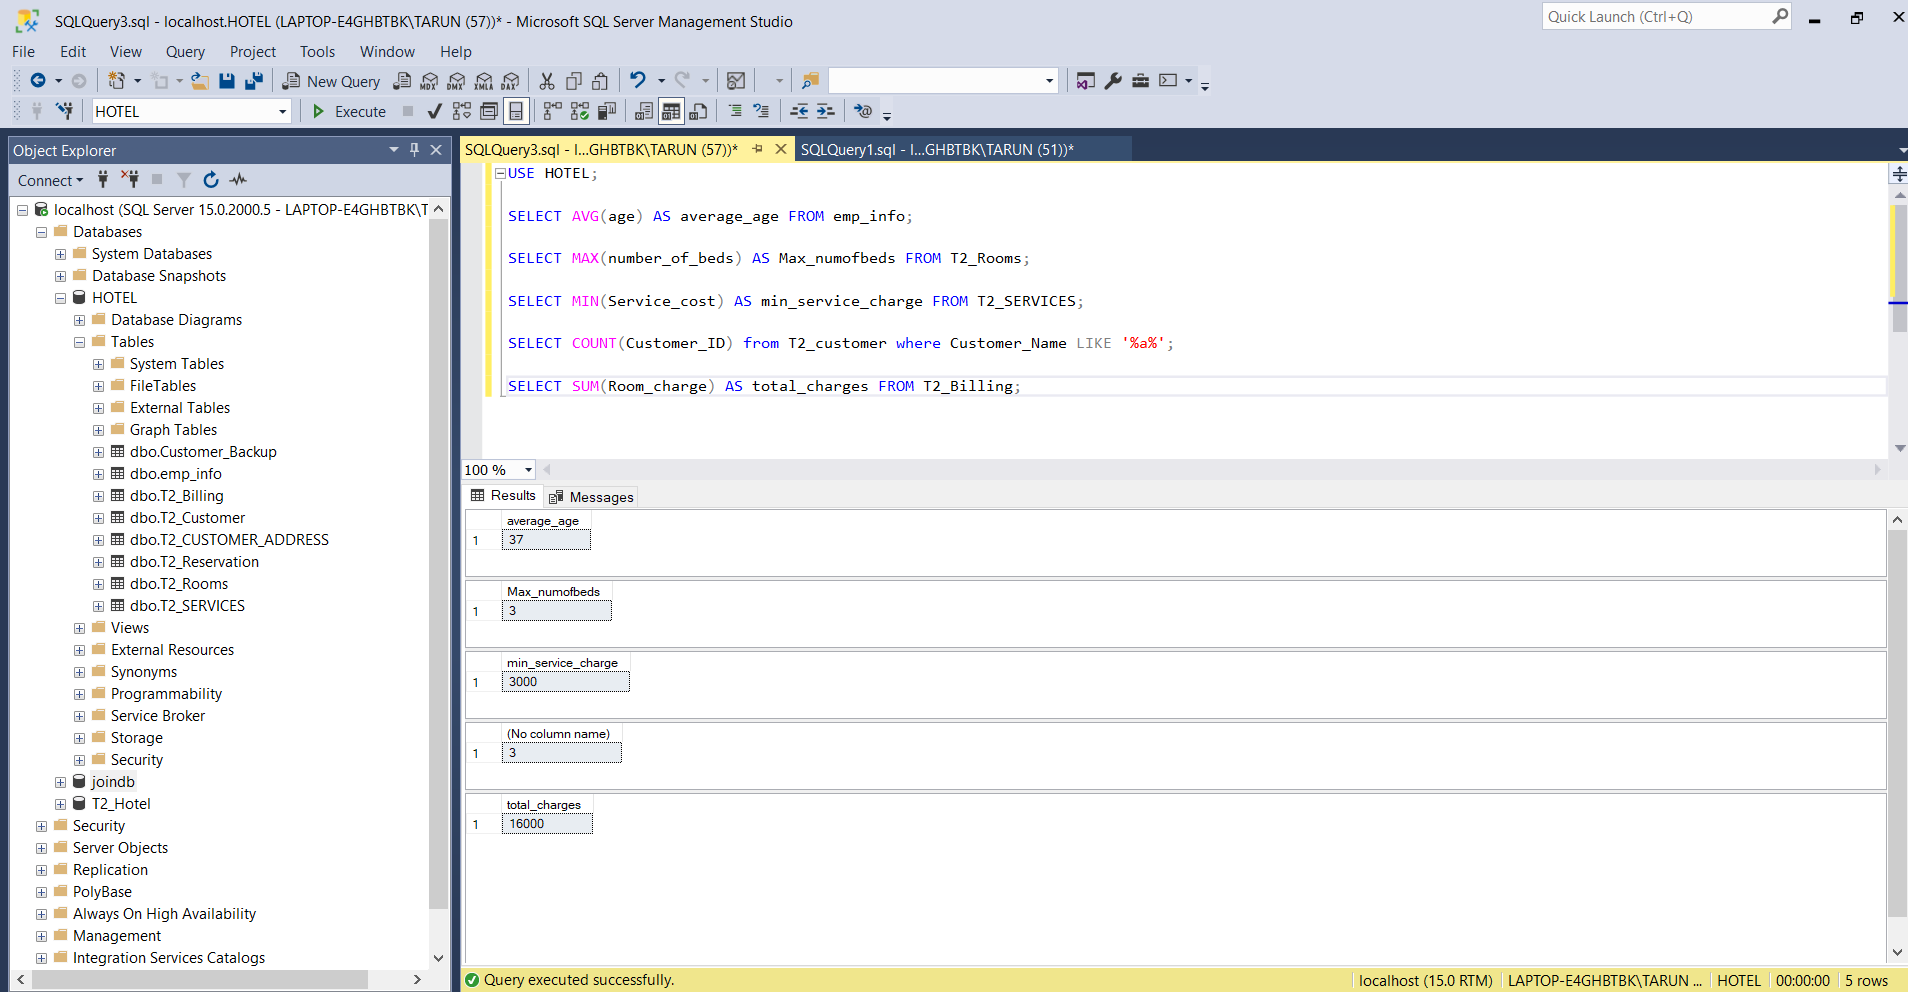 SQLQuery3.sql - localhost.HOTEL (LAPTOP-E4GHBTBK\TARUN (57))* - Microsoft SQL Server Management Studio
Quick Launch (Ctrl+Q)
File Edit View Query Project Tools Window Help
New Query MDX DMX XMLA DAX
HOTEL Execute
Object Explorer
Connect
localhost (SQL Server 15.0.2000.5 - LAPTOP-E4GHBTBK\T
Databases
System Databases
Database Snapshots
HOTEL
Database Diagrams
Tables
System Tables
FileTables
External Tables
Graph Tables
dbo.Customer_Backup
dbo.emp_info
dbo.T2_Billing
dbo.T2_Customer
dbo.T2_CUSTOMER_ADDRESS
dbo.T2_Reservation
dbo.T2_Rooms
dbo.T2_SERVICES
Views
External Resources
Synonyms
Programmability
Service Broker
Storage
Security
joindb
T2_Hotel
Security
Server Objects
Replication
PolyBase
Always On High Availability
Management
Integration Services Catalogs
SQLQuery3.sql - l...GHBTBK\TARUN (57))* SQLQuery1.sql - l...GHBTBK\TARUN (51))*
USE HOTEL;
SELECT AVG(age) AS average_age FROM emp_info;
SELECT MAX(number_of_beds) AS Max_numofbeds FROM T2_Rooms;
SELECT MIN(Service_cost) AS min_service_charge FROM T2_SERVICES;
SELECT COUNT(Customer_ID) from T2_customer where Customer_Name LIKE '%a%';
SELECT SUM(Room_charge) AS total_charges FROM T2_Billing;
100 %
Results Messages
average_age
1 37
Max_numofbeds
1 3
min_service_charge
1 3000
(No column name)
1 3
total_charges
1 16000
Query executed successfully. localhost (15.0 RTM) LAPTOP-E4GHBTBK\TARUN ... HOTEL 00:00:00 5 rows